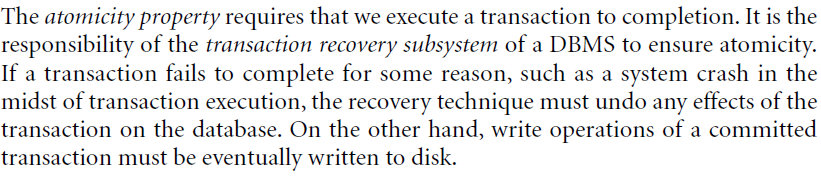 The atomicity property requires that we execute a transaction to completion. It is the
responsibility of the transaction recovery subsystem of a DBMS to ensure atomicity.
If a transaction fails to complete for some reason, such as a system crash in the
midst of transaction execution, the recovery technique must undo any effects of the
transaction on the database. On the other hand, write operations of a committed
transaction must be eventually written to disk.